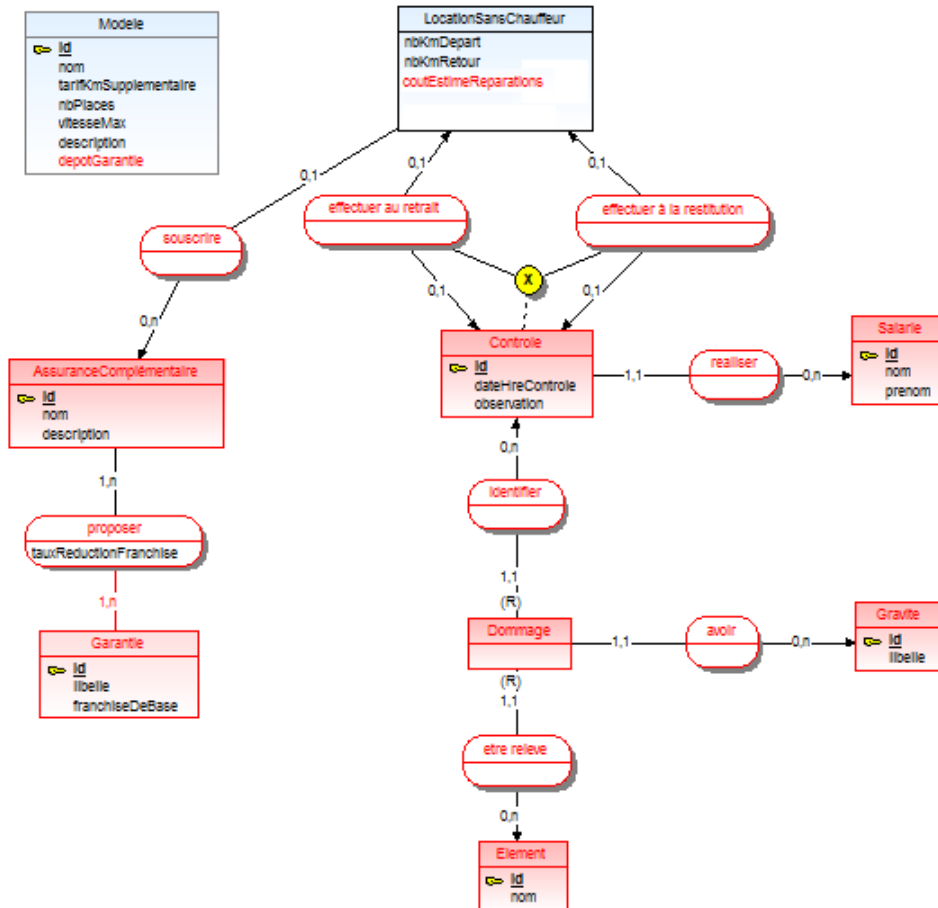 Modele
Id
nom
tarifKmSupplementaire
nbPlaces
vitesseMax
description
depotGarantie
LocationSansChauffeur
nbKmDepart
nbKmRetour
coutEstimeReparations
0,1
0,1
0,1
effectuer au retrait
effectuer à la restitution
souscrire
X
0,1
0,1
0,n
Controle
Id
dateHreControle
observation
1,1
realiser
0,n
Salarie
Id
nom
prenom
AssuranceComplémentaire
Id
nom
description
0,n
1,n
identifier
proposer
tauxReductionFranchise
1,1
(R)
1,n
Garantie
Id
libelle
franchiseDeBase
Dommage
1,1
avoir
0,n
Gravite
Id
libelle
(R)
1,1
etre releve
0,n
Element
Id
nom